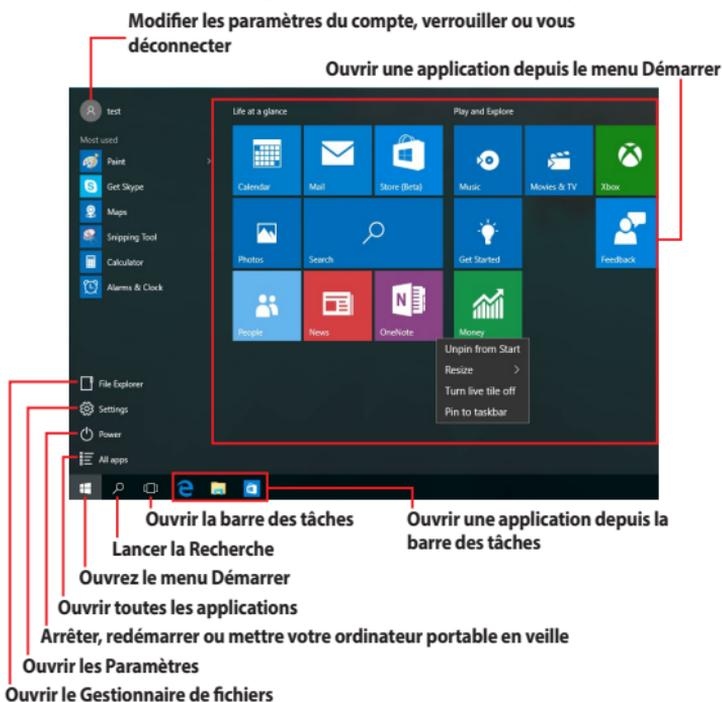 Modifier les paramètres du compte, verrouiller ou vous
déconnecter
Ouvrir une application depuis le menu Démarrer
test
Life at a glance
Play and Explore
Most used
Paint
Get Skype
Maps
Snipping Tool
Calculator
Alarms & Clock
Calendar
Mail
Store (Beta)
Music
Movies & TV
Xbox
Photos
Search
Get Started
Feedback
People
News
OneNote
Money
N
S
Unpin from Start
Resize
Turn live tile off
Pin to taskbar
File Explorer
Settings
Power
All apps
Ouvrir la barre des tâches
Ouvrir une application depuis la
barre des tâches
Lancer la Recherche
Ouvrez le menu Démarrer
Ouvrir toutes les applications
Arrêter, redémarrer ou mettre votre ordinateur portable en veille
Ouvrir les Paramètres
Ouvrir le Gestionnaire de fichiers